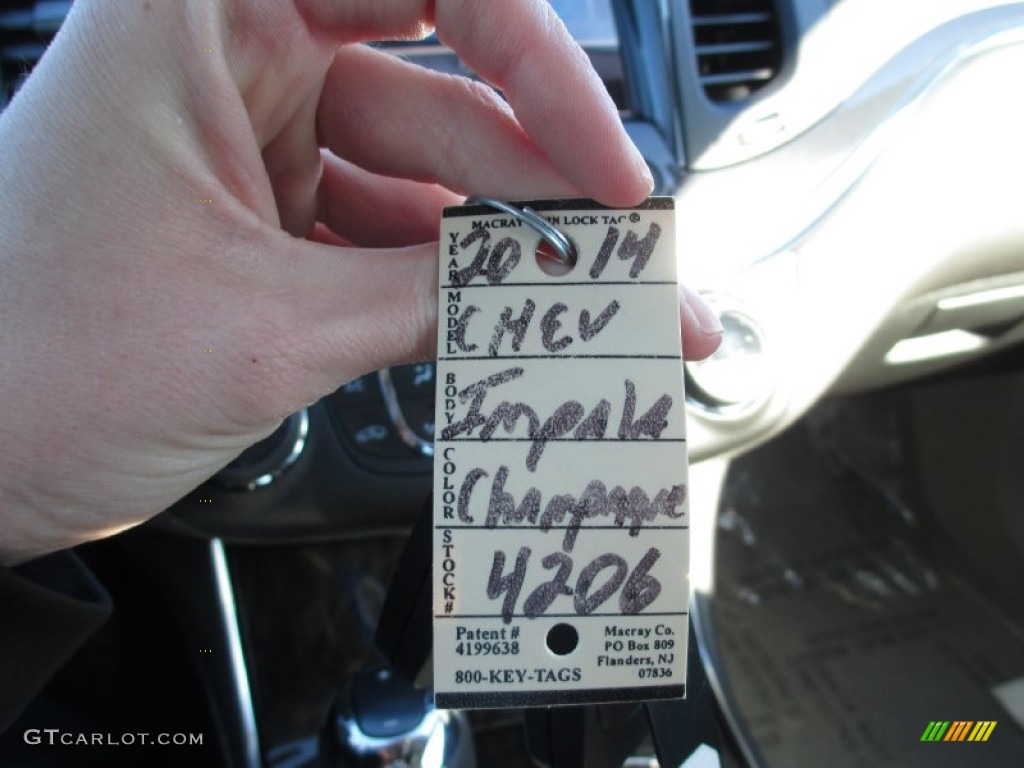 MACRAY IN LOCK TAG®
YEAR 20 14
MODEL CHEV
BODY Impala
COLOR Champagne
STOCK# 4206
Patent #
4199638
800-KEY-TAGS
Macray Co.
PO Box 809
Flanders, NJ
07836
GTCARLOT.COM